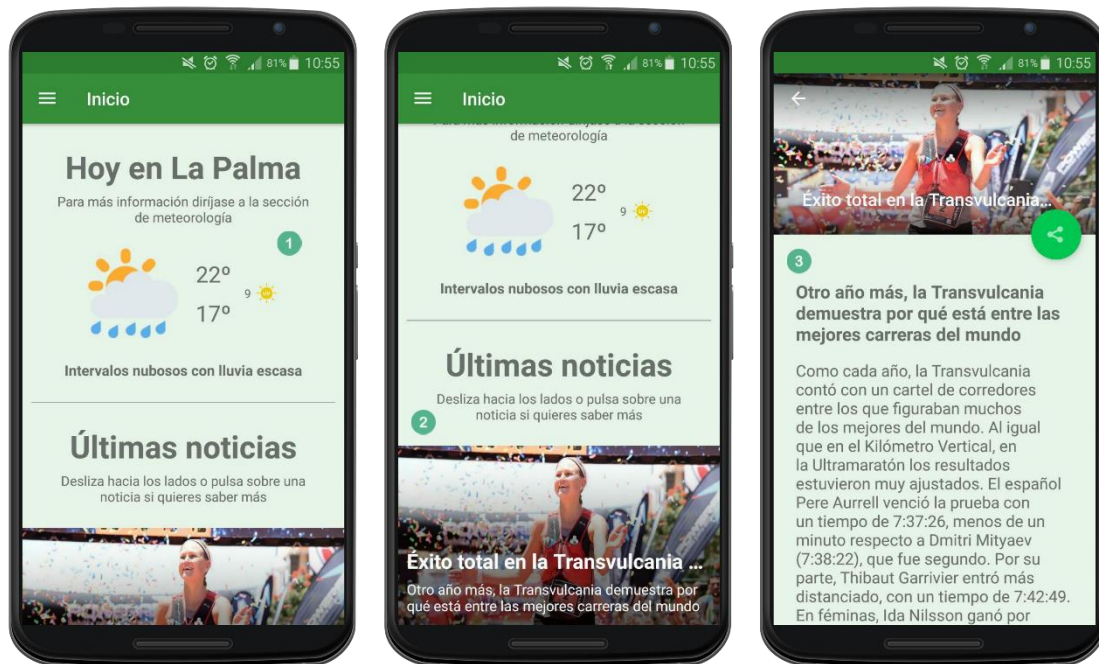 81% 10:55
Inicio
Hoy en La Palma
Para más información diríjase a la sección
de meteorología
1
22º
9
17º
Intervalos nubosos con lluvia escasa
Últimas noticias
Desliza hacia los lados o pulsa sobre una
noticia si quieres saber más
81% 10:55
Inicio
Para más información diríjase a la sección
de meteorología
22º
9
17º
Intervalos nubosos con lluvia escasa
Últimas noticias
Desliza hacia los lados o pulsa sobre una
noticia si quieres saber más
2
Éxito total en la Transvulcania ...
Otro año más, la Transvulcania demuestra por
qué está entre las mejores carreras del mundo
81% 10:55
Éxito total en la Transvulcania...
3
Otro año más, la Transvulcania
demuestra por qué está entre las
mejores carreras del mundo
Como cada año, la Transvulcania
contó con un cartel de corredores
entre los que figuraban muchos
de los mejores del mundo. Al igual
que en el Kilómetro Vertical, en
la Ultramaratón los resultados
estuvieron muy ajustados. El español
Pere Aurrell venció la prueba con
un tiempo de 7:37:26, menos de un
minuto respecto a Dmitri Mityaev
(7:38:22), que fue segundo. Por su
parte, Thibaut Garrivier entró más
distanciado, con un tiempo de 7:42:49.
En féminas, Ida Nilsson ganó por